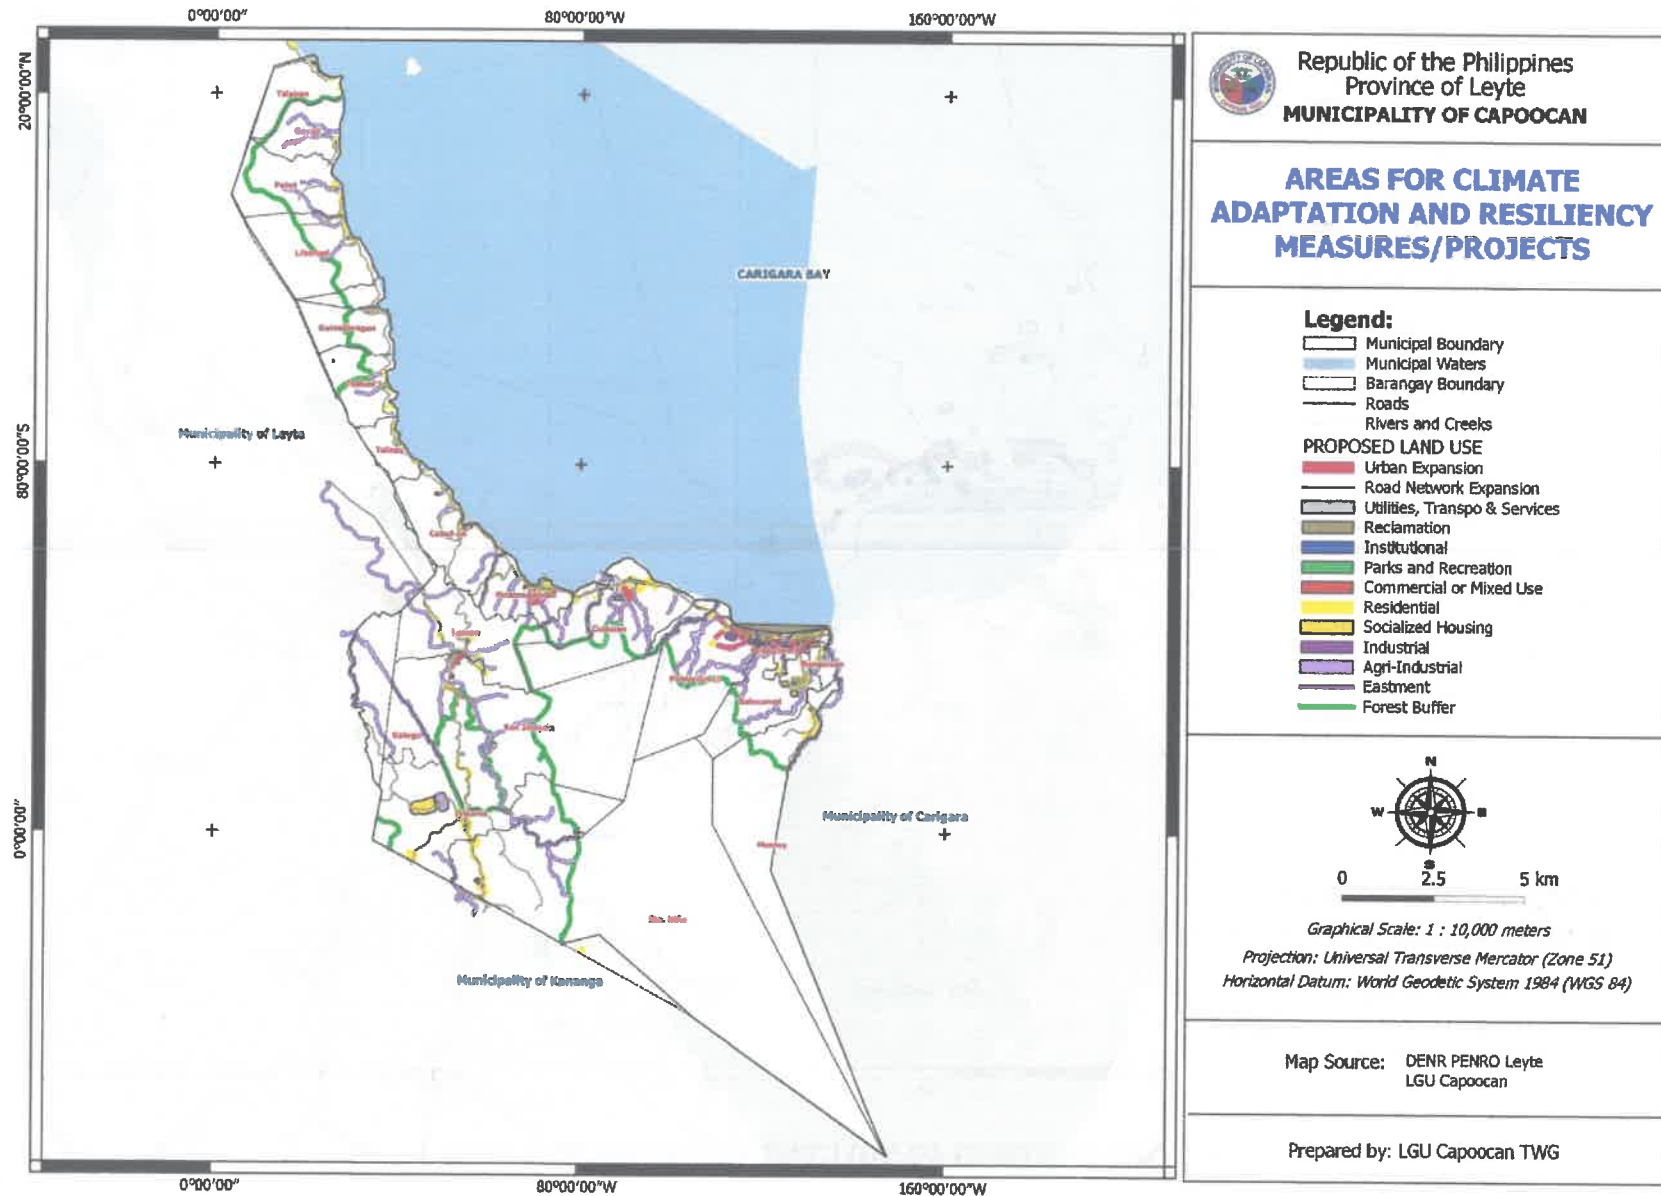 0°00'00"
80°00'00"W
160°00'00"W
20°00'00"N
80°00'00"S
0°00'00"
CARIGARA BAY
Municipality of Leyta
Municipality of Carigara
Municipality of Kananga
Pinamopoan
Lemon
Culasian
Balucanad
0°00'00"
80°00'00"W
160°00'00"W
Republic of the Philippines
Province of Leyte
MUNICIPALITY OF CAPOOCAN
AREAS FOR CLIMATE
ADAPTATION AND RESILIENCY
MEASURES/PROJECTS
Legend:
Municipal Boundary
Municipal Waters
Barangay Boundary
Roads
Rivers and Creeks
PROPOSED LAND USE
Urban Expansion
Road Network Expansion
Utilities, Transpo & Services
Reclamation
Institutional
Parks and Recreation
Commercial or Mixed Use
Residential
Socialized Housing
Industrial
Agri-Industrial
Eastment
Forest Buffer
N
W
E
S
0 2.5 5 km
Graphical Scale: 1 : 10,000 meters
Projection: Universal Transverse Mercator (Zone 51)
Horizontal Datum: World Geodetic System 1984 (WGS 84)
Map Source: DENR PENRO Leyte
LGU Capoocan
Prepared by: LGU Capoocan TWG